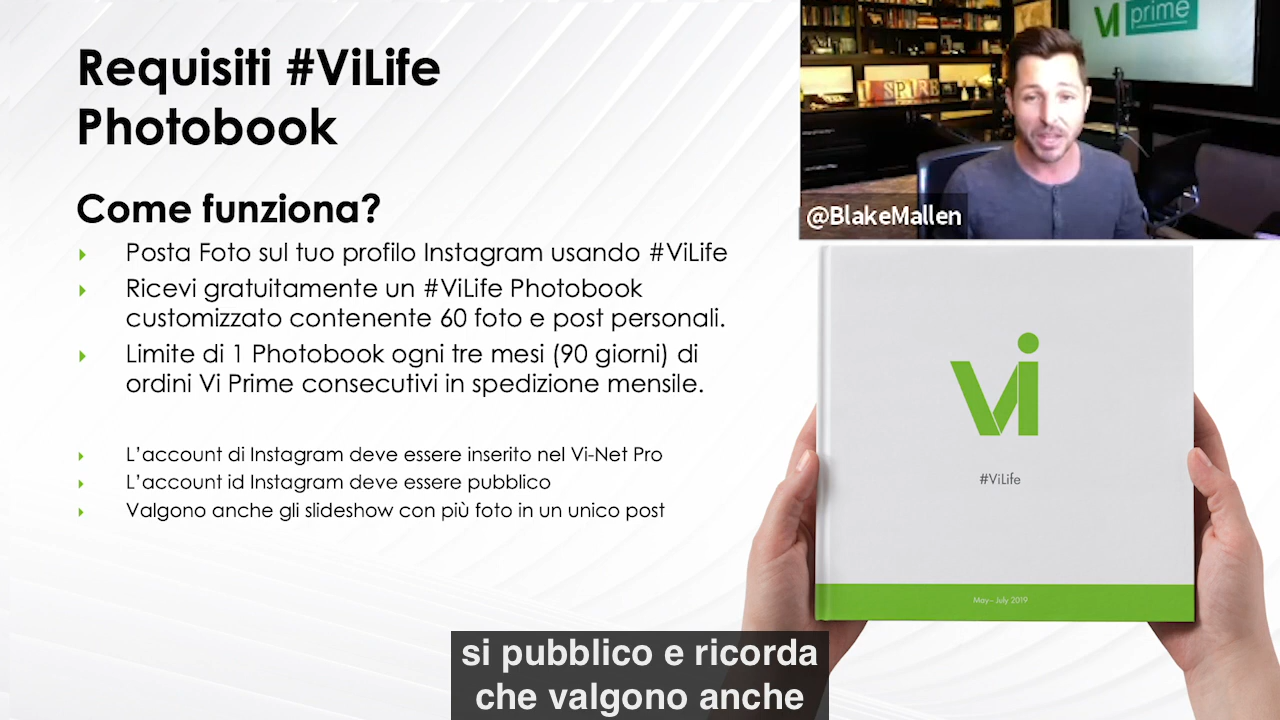 Requisiti #ViLife
Photobook
Come funziona?
Posta Foto sul tuo profilo Instagram usando #ViLife
Ricevi gratuitamente un #ViLife Photobook
customizzato contenente 60 foto e post personali.
Limite di 1 Photobook ogni tre mesi (90 giorni) di
ordini Vi Prime consecutivi in spedizione mensile.
L’account di Instagram deve essere inserito nel Vi-Net Pro
L’account id Instagram deve essere pubblico
Valgono anche gli slideshow con più foto in un unico post
Vi prime
@BlakeMallen
Vi
#ViLife
May– July 2019
si pubblico e ricorda
che valgono anche